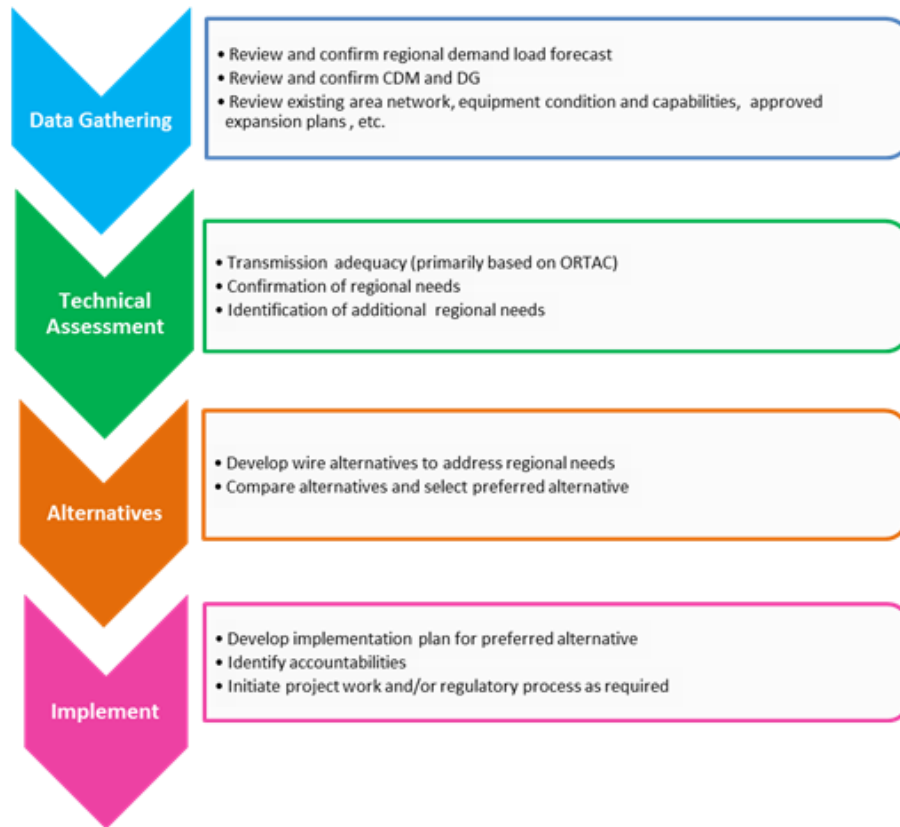 Data Gathering
• Review and confirm regional demand load forecast
• Review and confirm CDM and DG
• Review existing area network, equipment condition and capabilities, approved
expansion plans , etc.
Technical
Assessment
• Transmission adequacy (primarily based on ORTAC)
• Confirmation of regional needs
• Identification of additional regional needs
Alternatives
• Develop wire alternatives to address regional needs
• Compare alternatives and select preferred alternative
Implement
• Develop implementation plan for preferred alternative
• Identify accountabilities
• Initiate project work and/or regulatory process as required